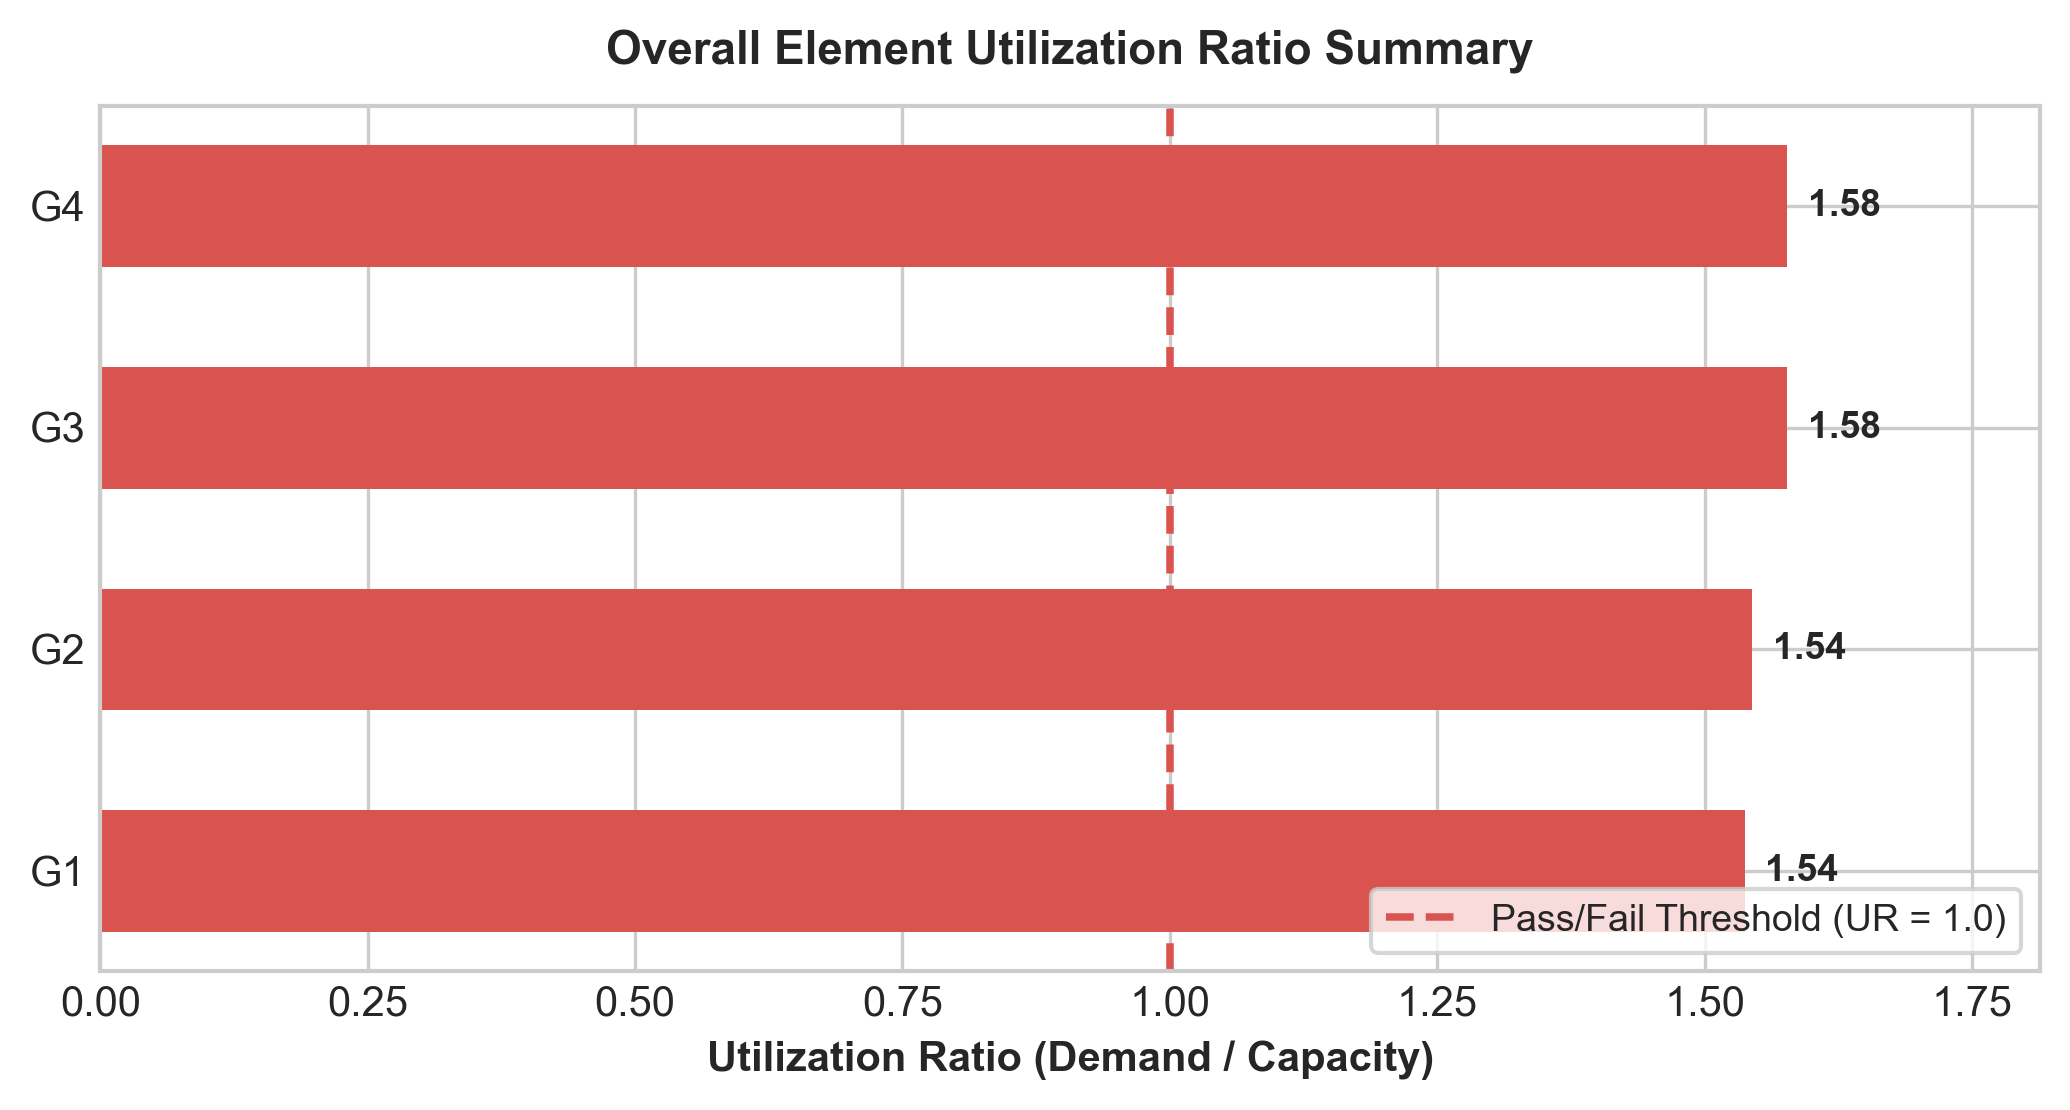 Overall Element Utilization Ratio Summary
G4
1.58
G3
1.58
G2
1.54
G1
1.54
Pass/Fail Threshold (UR = 1.0)
0.00 0.25 0.50 0.75 1.00 1.25 1.50 1.75
Utilization Ratio (Demand / Capacity)